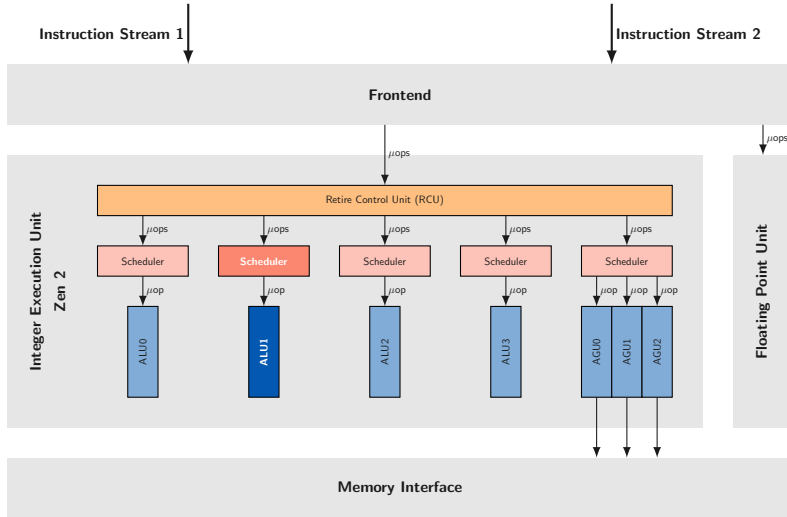 Instruction Stream 1
Instruction Stream 2
Frontend
μops
μops
Integer Execution Unit
Zen 2
Retire Control Unit (RCU)
μops
μops
μops
μops
μops
Scheduler
Scheduler
Scheduler
Scheduler
Scheduler
μop
μop
μop
μop
μop
μop
μop
ALU0
ALU1
ALU2
ALU3
AGU0
AGU1
AGU2
Floating Point Unit
Memory Interface